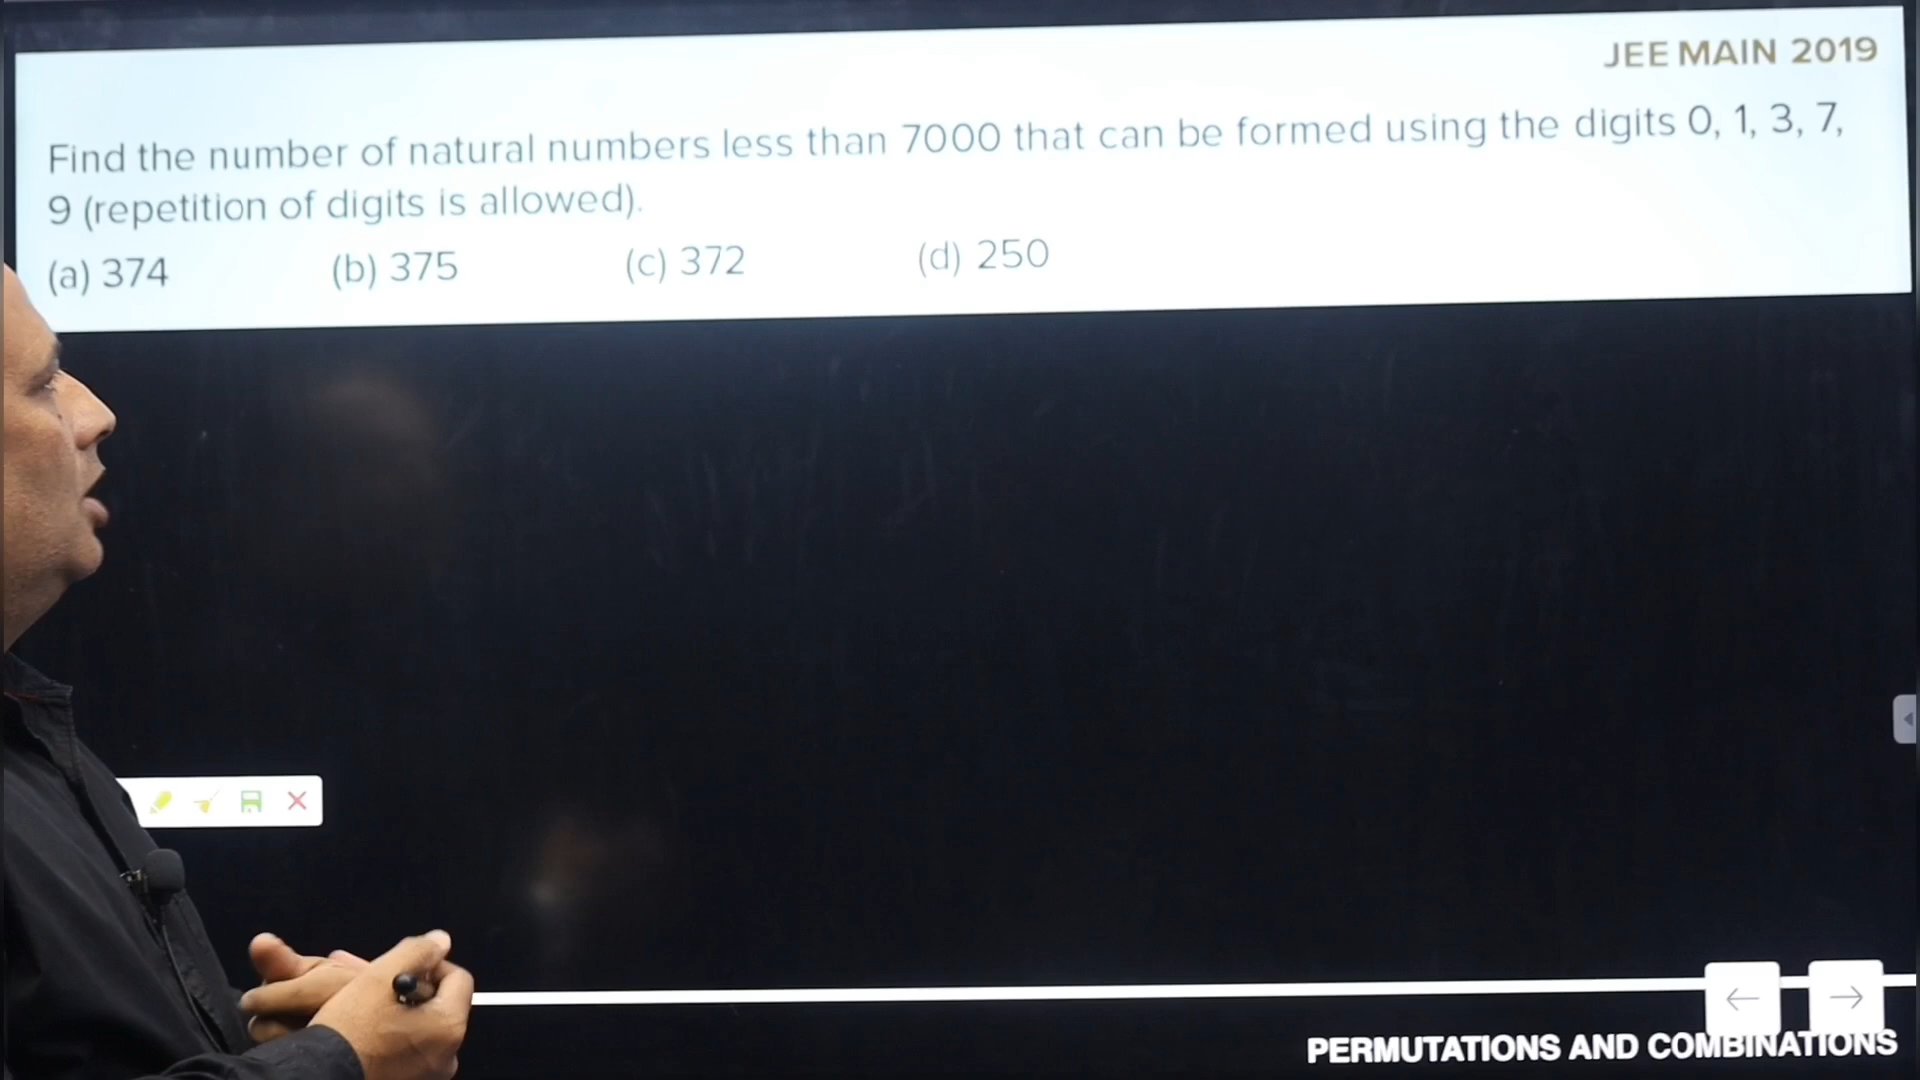 JEE MAIN 2019
Find the number of natural numbers less than 7000 that can be formed using the digits 0, 1, 3, 7,
9 (repetition of digits is allowed).
(a) 374 (b) 375 (c) 372 (d) 250
PERMUTATIONS AND COMBINATIONS